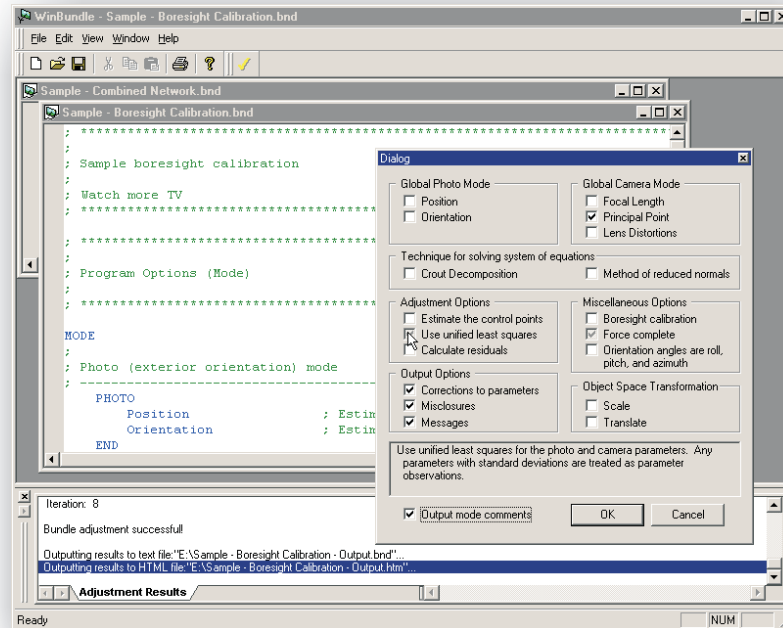 WinBundle - Sample - Boresight Calibration.bnd
File Edit View Window Help
Sample - Combined Network.bnd
Sample - Boresight Calibration.bnd
; ****************************************************************
;
; Sample boresight calibration
;
; Watch more TV
; ****************************************
; ****************************************
;
; Program Options (Mode)
;
; ****************************************
MODE
;
; Photo (exterior orientation) mode
; ----------------------------------------
PHOTO
Position ; Estim
Orientation ; Estim
END
Dialog
Global Photo Mode
Position
Orientation
Global Camera Mode
Focal Length
Principal Point
Lens Distortions
Technique for solving system of equations
Crout Decomposition
Method of reduced normals
Adjustment Options
Estimate the control points
Use unified least squares
Calculate residuals
Miscellaneous Options
Boresight calibration
Force complete
Orientation angles are roll,
pitch, and azimuth
Output Options
Corrections to parameters
Misclosures
Messages
Object Space Transformation
Scale
Translate
Use unified least squares for the photo and camera parameters. Any
parameters with standard deviations are treated as parameter
observations.
Output mode comments
OK
Cancel
Iteration: 8
Bundle adjustment successful!
Outputting results to text file:"E:\Sample - Boresight Calibration - Output.bnd"...
Outputting results to HTML file:"E:\Sample - Boresight Calibration - Output.htm"...
Adjustment Results
Ready
NUM